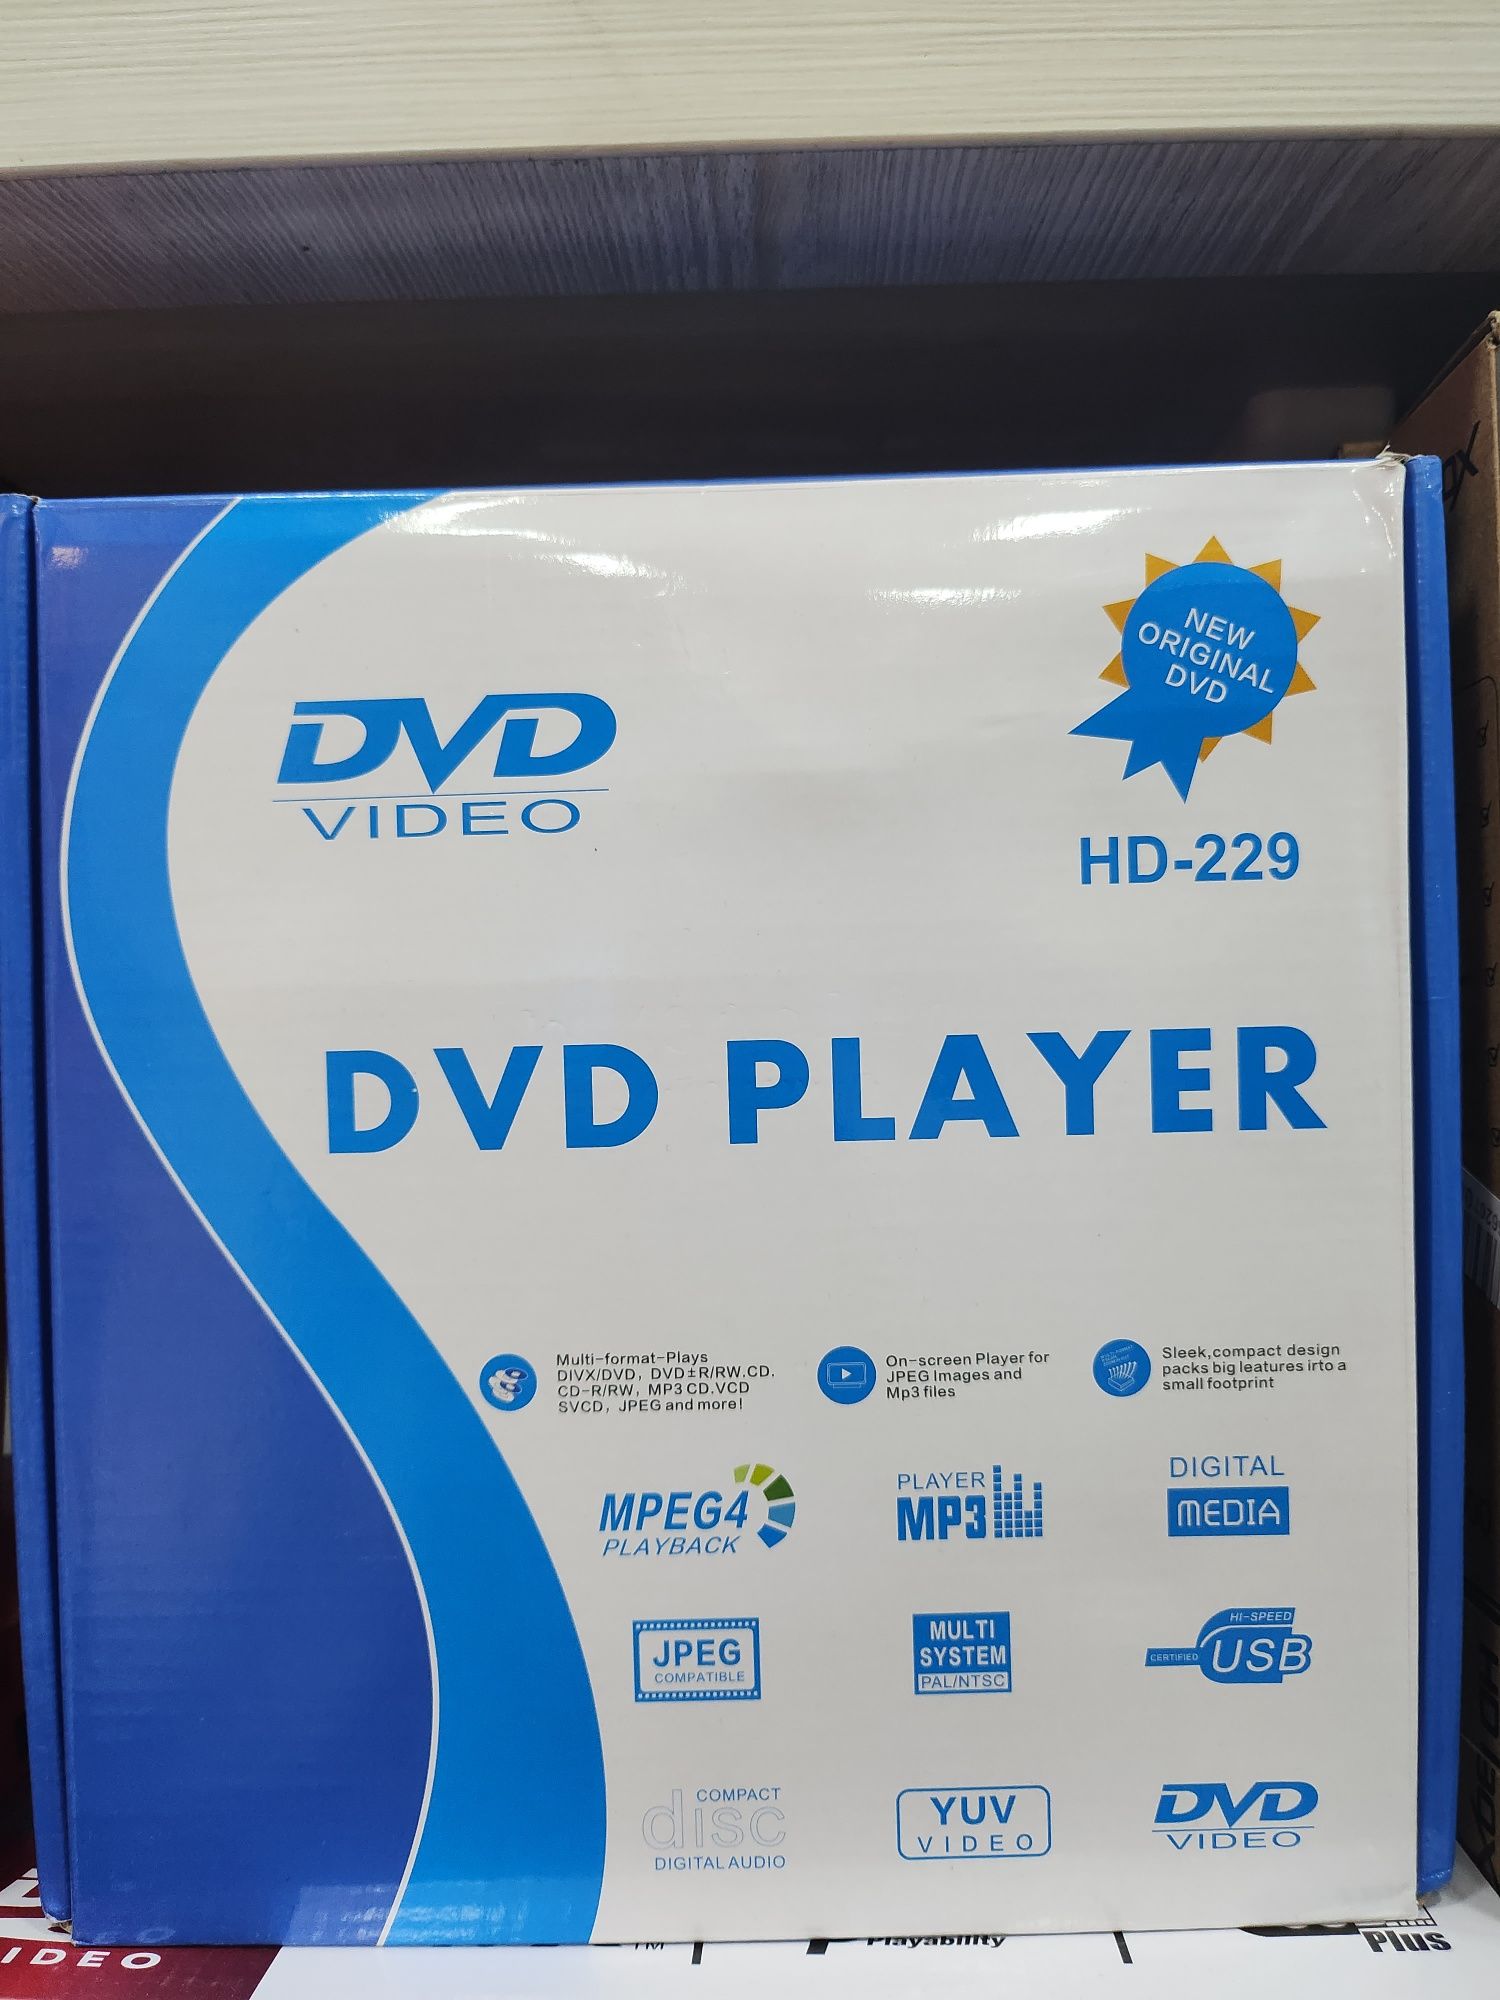 NEW
ORIGINAL
DVD
DVD
VIDEO
HD-229
DVD PLAYER
Multi-format-Plays
DIVX/DVD, DVD±R/RW.CD.
CD-R/RW, MP3 CD.VCD
SVCD, JPEG and more!
On-screen Player for
JPEG Images and
Mp3 files
Sleek,compact design
packs big leatures irto a
small footprint
MPEG4
PLAYBACK
PLAYER
MP3
DIGITAL
MEDIA
JPEG
COMPATIBLE
MULTI
SYSTEM
PAL/NTSC
HI-SPEED
CERTIFIED
USB
COMPACT
disc
DIGITAL AUDIO
YUV
VIDEO
DVD
VIDEO
IDEO
TM
Playability
Plus